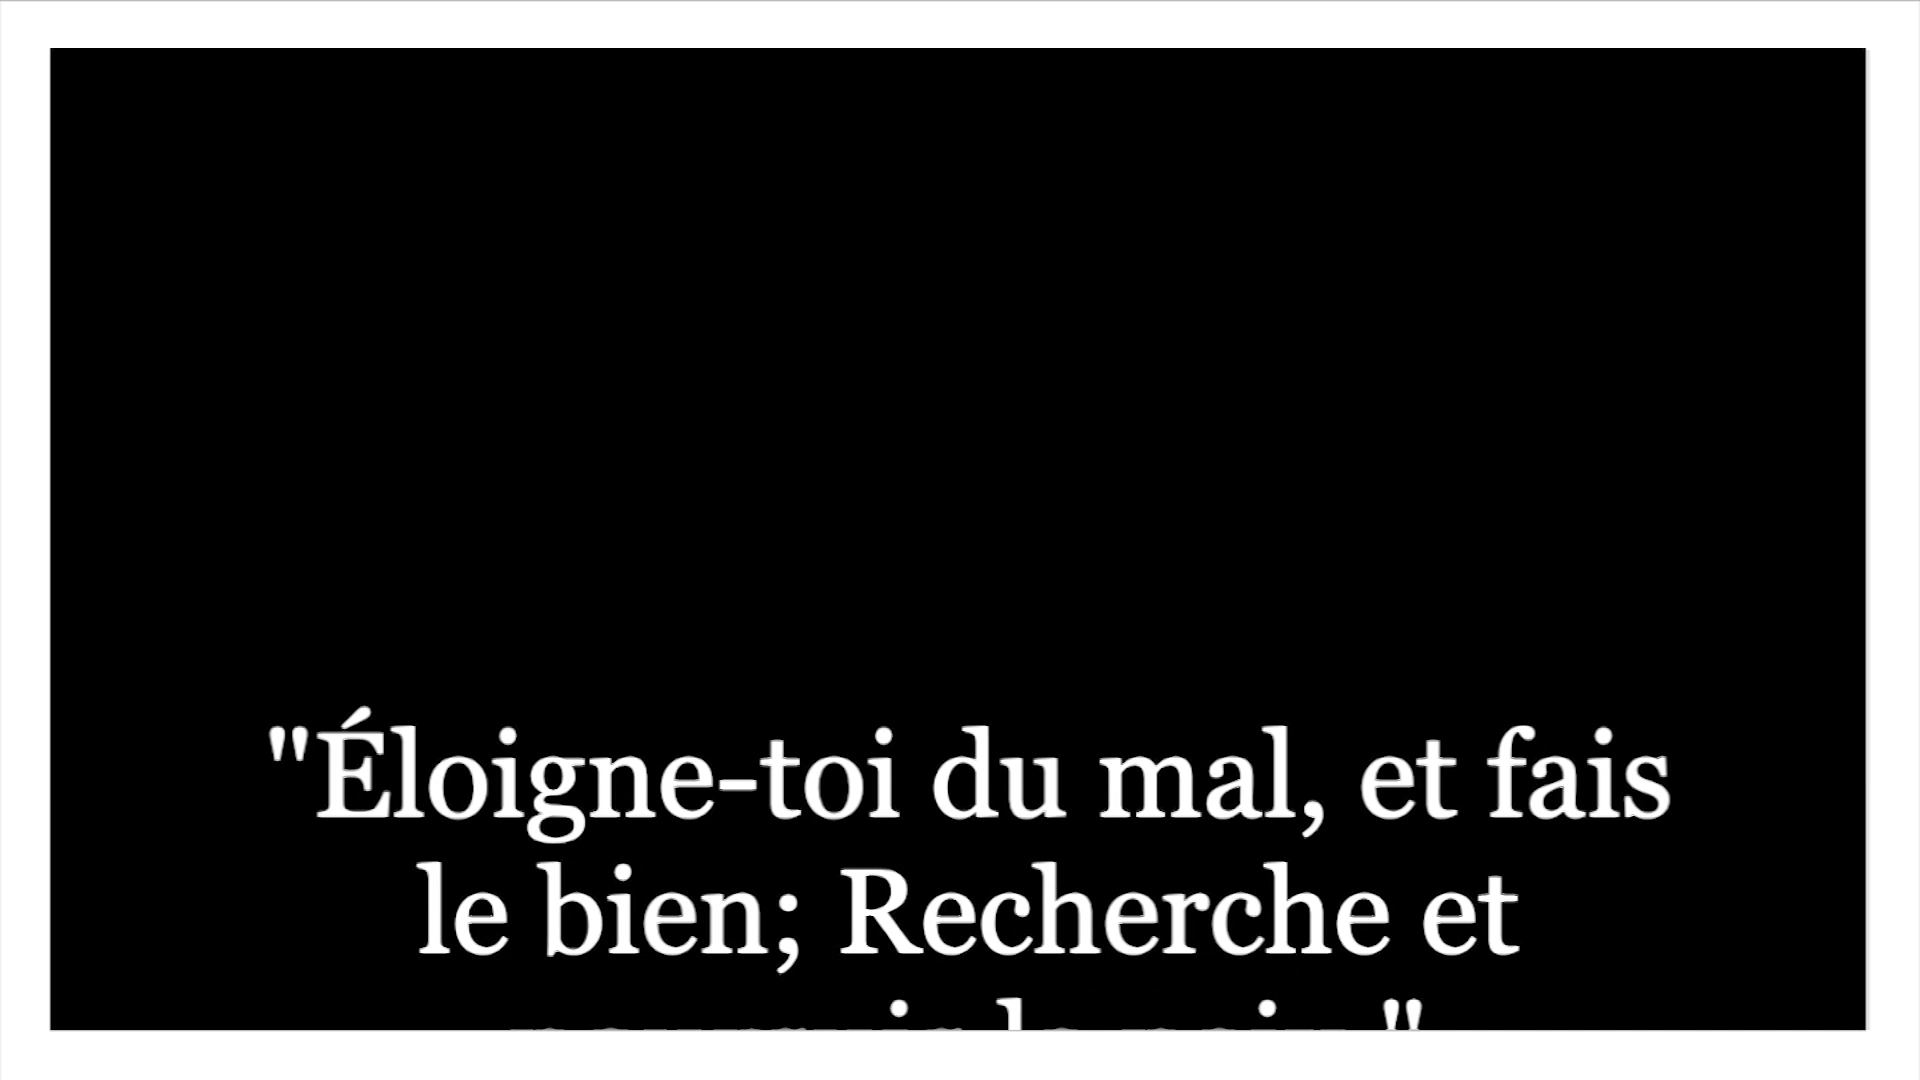 "Éloigne-toi du mal, et fais
le bien; Recherche et